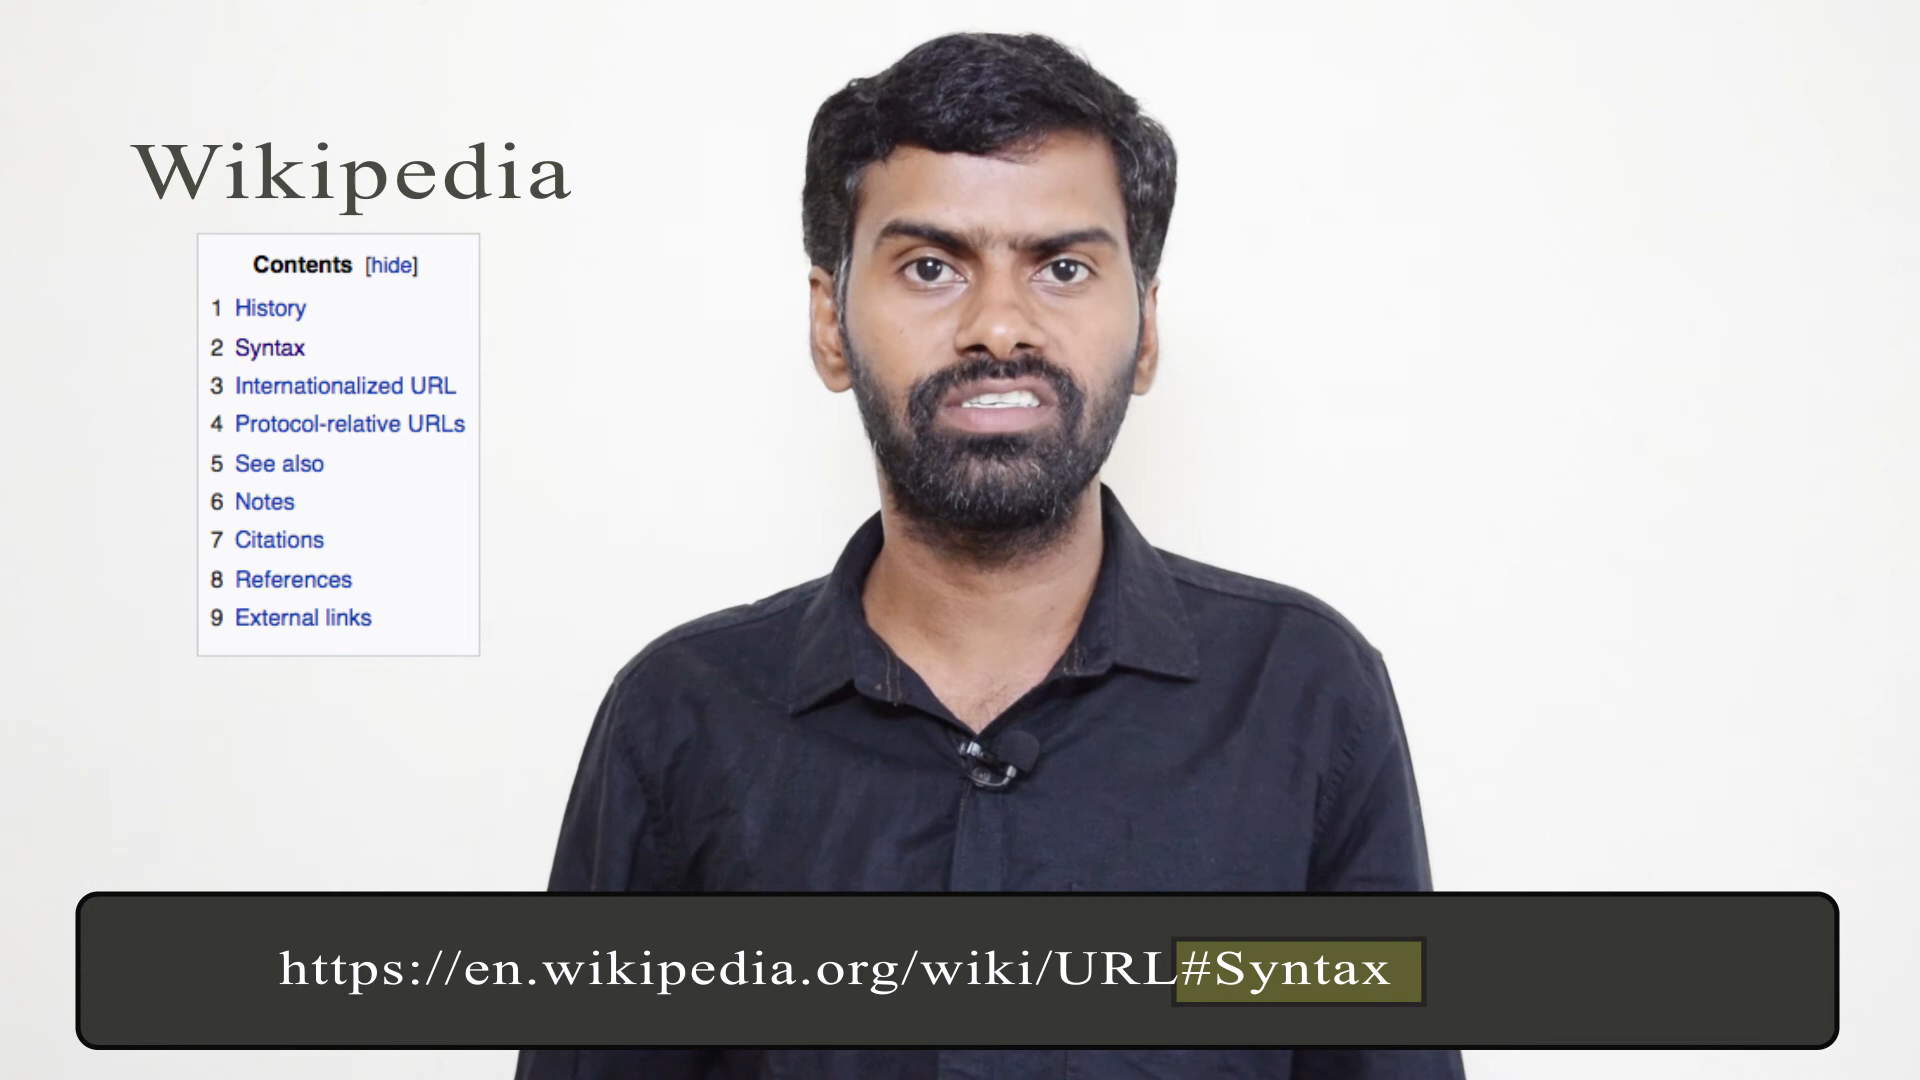 Wikipedia
Contents [hide]
1 History
2 Syntax
3 Internationalized URL
4 Protocol-relative URLs
5 See also
6 Notes
7 Citations
8 References
9 External links
https://en.wikipedia.org/wiki/URL#Syntax